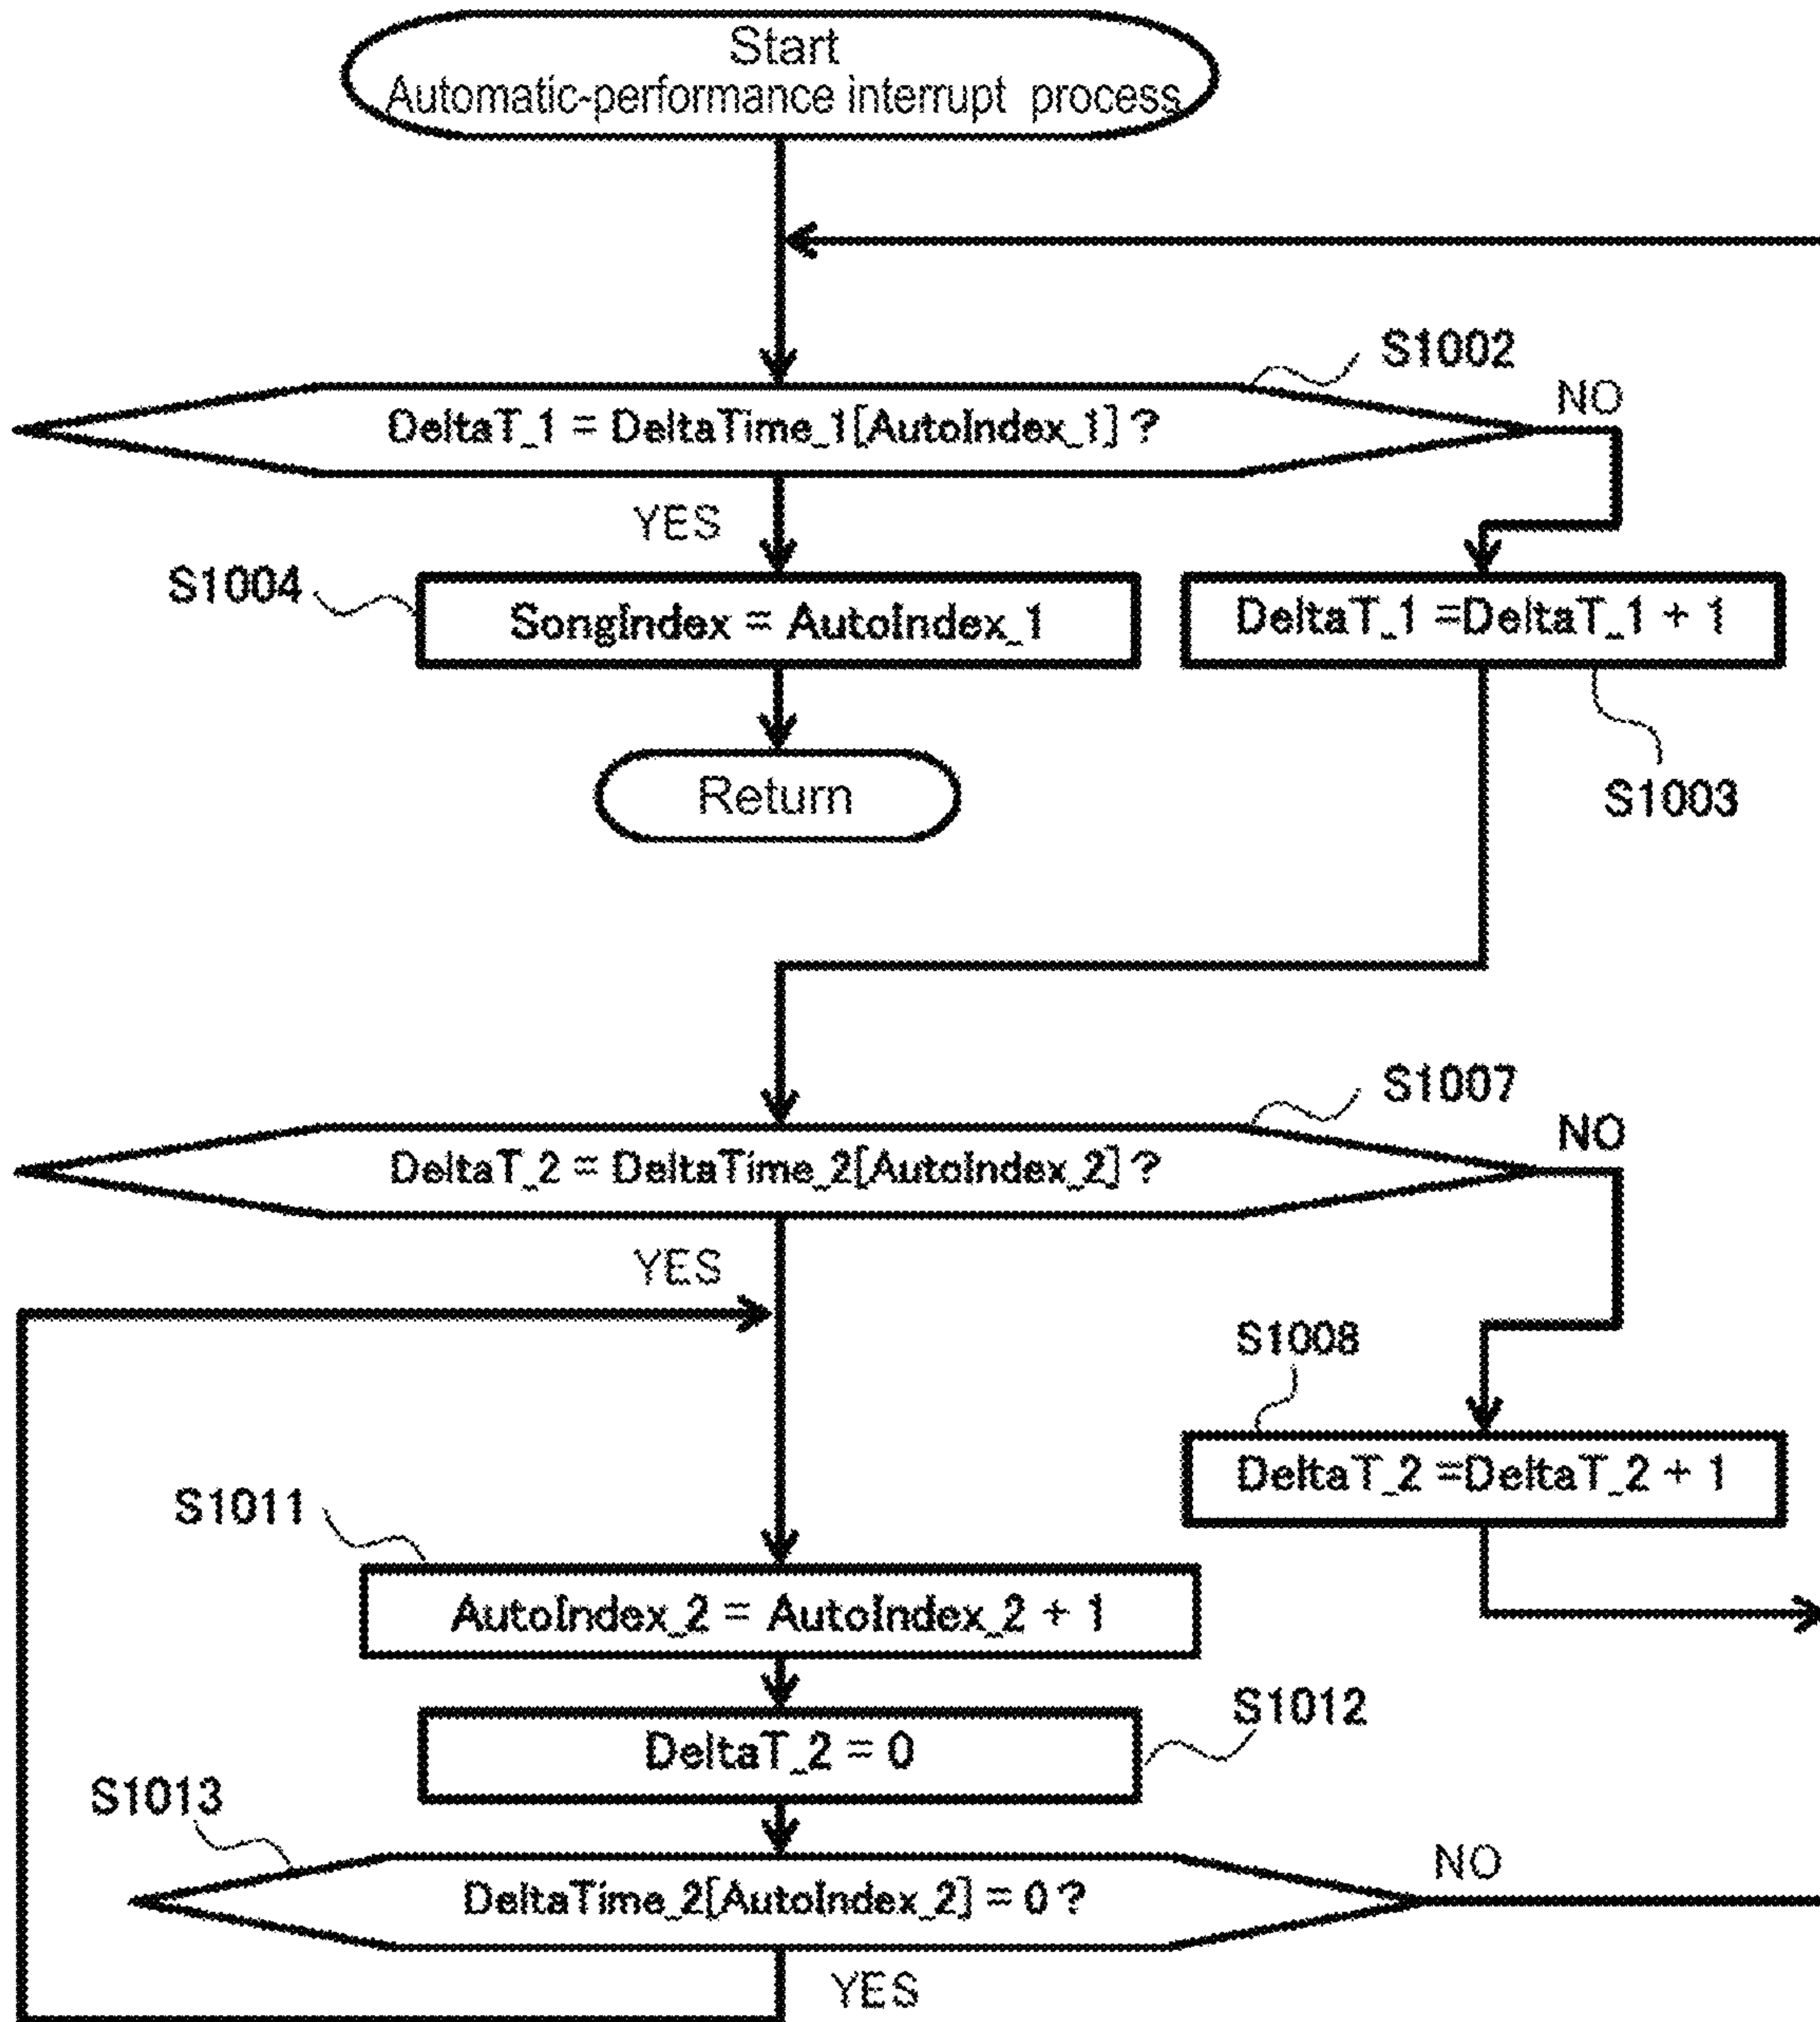 Start
Automatic-performance interrupt process
S1002
DeltaT_1 = DeltaTime_1[AutoIndex_1] ?
NO
YES
S1004
SongIndex = AutoIndex_1
DeltaT_1 =DeltaT_1 + 1
Return
S1003
S1007
DeltaT_2 = DeltaTime_2[AutoIndex_2] ?
NO
YES
S1008
DeltaT_2 =DeltaT_2 + 1
S1011
AutoIndex_2 = AutoIndex_2 + 1
S1012
DeltaT_2 = 0
S1013
DeltaTime_2[AutoIndex_2] = 0 ?
NO
YES